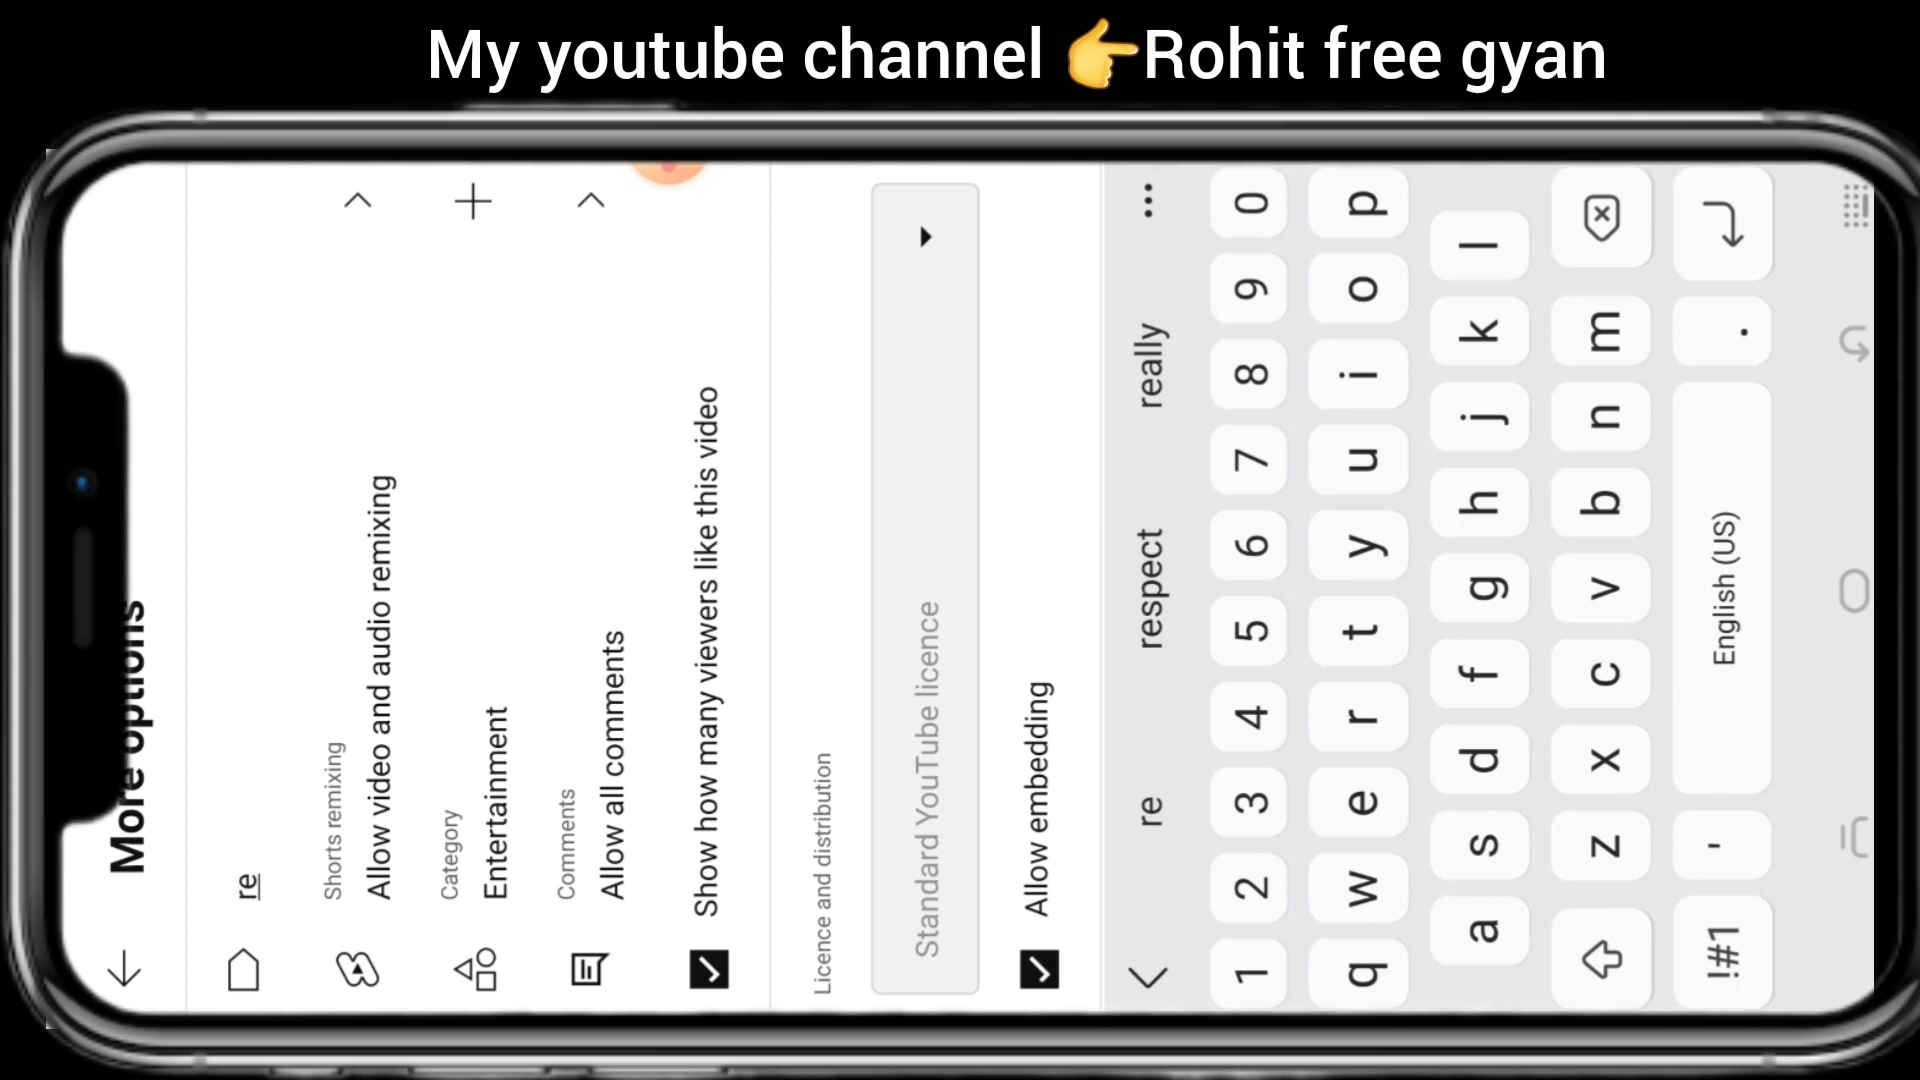 My youtube channel 👉Rohit free gyan
More options
re
Shorts remixing
Allow video and audio remixing
Category
Entertainment
Comments
Allow all comments
Show how many viewers like this video
Licence and distribution
Standard YouTube licence
Allow embedding
re respect really ...
1 2 3 4 5 6 7 8 9 0
q w e r t y u i o p
a s d f g h j k l
z x c v b n m
!#1 ' English (US) .